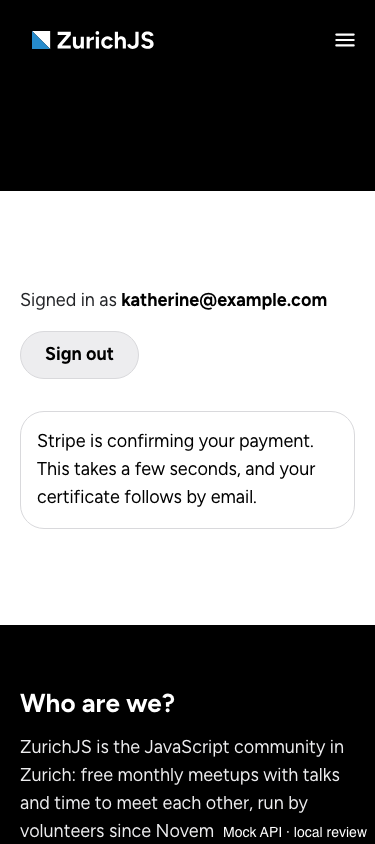 ZurichJS
Signed in as katherine@example.com
Sign out
Stripe is confirming your payment.
This takes a few seconds, and your
certificate follows by email.
Who are we?
ZurichJS is the JavaScript community in
Zurich: free monthly meetups with talks
and time to meet each other, run by
volunteers since Novem
Mock API · local review